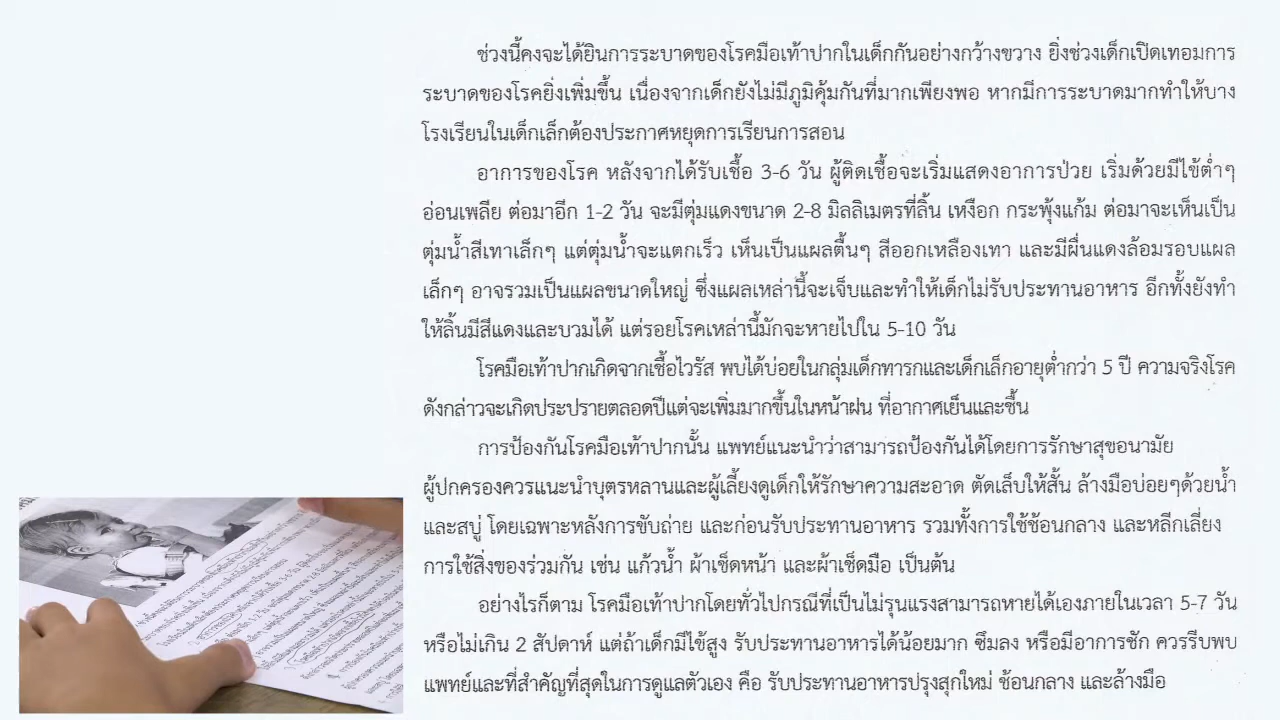 ช่วงนี้คงจะได้ยินการระบาดของโรคมือเท้าปากในเด็กกันอย่างกว้างขวาง ยิ่งช่วงเด็กเปิดเทอมการ
ระบาดของโรคยิ่งเพิ่มขึ้น เนื่องจากเด็กยังไม่มีภูมิคุ้มกันที่มากเพียงพอ หากมีการระบาดมากทำให้บาง
โรงเรียนในเด็กเล็กต้องประกาศหยุดการเรียนการสอน
อาการของโรค หลังจากได้รับเชื้อ 3-6 วัน ผู้ติดเชื้อจะเริ่มแสดงอาการป่วย เริ่มด้วยมีไข้ต่ำๆ
อ่อนเพลีย ต่อมาอีก 1-2 วัน จะมีตุ่มแดงขนาด 2-8 มิลลิเมตรที่ลิ้น เหงือก กระพุ้งแก้ม ต่อมาจะเห็นเป็น
ตุ่มน้ำสีเทาเล็กๆ แต่ตุ่มน้ำจะแตกเร็ว เห็นเป็นแผลตื้นๆ สีออกเหลืองเทา และมีผื่นแดงล้อมรอบแผล
เล็กๆ อาจรวมเป็นแผลขนาดใหญ่ ซึ่งแผลเหล่านี้จะเจ็บและทำให้เด็กไม่รับประทานอาหาร อีกทั้งยังทำ
ให้ลิ้นมีสีแดงและบวมได้ แต่รอยโรคเหล่านี้มักจะหายไปใน 5-10 วัน
โรคมือเท้าปากเกิดจากเชื้อไวรัส พบได้บ่อยในกลุ่มเด็กทารกและเด็กเล็กอายุต่ำกว่า 5 ปี ความจริงโรค
ดังกล่าวจะเกิดประปรายตลอดปีแต่จะเพิ่มมากขึ้นในหน้าฝน ที่อากาศเย็นและชื้น
การป้องกันโรคมือเท้าปากนั้น แพทย์แนะนำว่าสามารถป้องกันได้โดยการรักษาสุขอนามัย
ผู้ปกครองควรแนะนำบุตรหลานและผู้เลี้ยงดูเด็กให้รักษาความสะอาด ตัดเล็บให้สั้น ล้างมือบ่อยๆด้วยน้ำ
และสบู่ โดยเฉพาะหลังการขับถ่าย และก่อนรับประทานอาหาร รวมทั้งการใช้ช้อนกลาง และหลีกเลี่ยง
การใช้สิ่งของร่วมกัน เช่น แก้วน้ำ ผ้าเช็ดหน้า และผ้าเช็ดมือ เป็นต้น
อย่างไรก็ตาม โรคมือเท้าปากโดยทั่วไปกรณีที่เป็นไม่รุนแรงสามารถหายได้เองภายในเวลา 5-7 วัน
หรือไม่เกิน 2 สัปดาห์ แต่ถ้าเด็กมีไข้สูง รับประทานอาหารได้น้อยมาก ซึมลง หรือมีอาการชัก ควรรีบพบ
แพทย์และที่สำคัญที่สุดในการดูแลตัวเอง คือ รับประทานอาหารปรุงสุกใหม่ ช้อนกลาง และล้างมือ